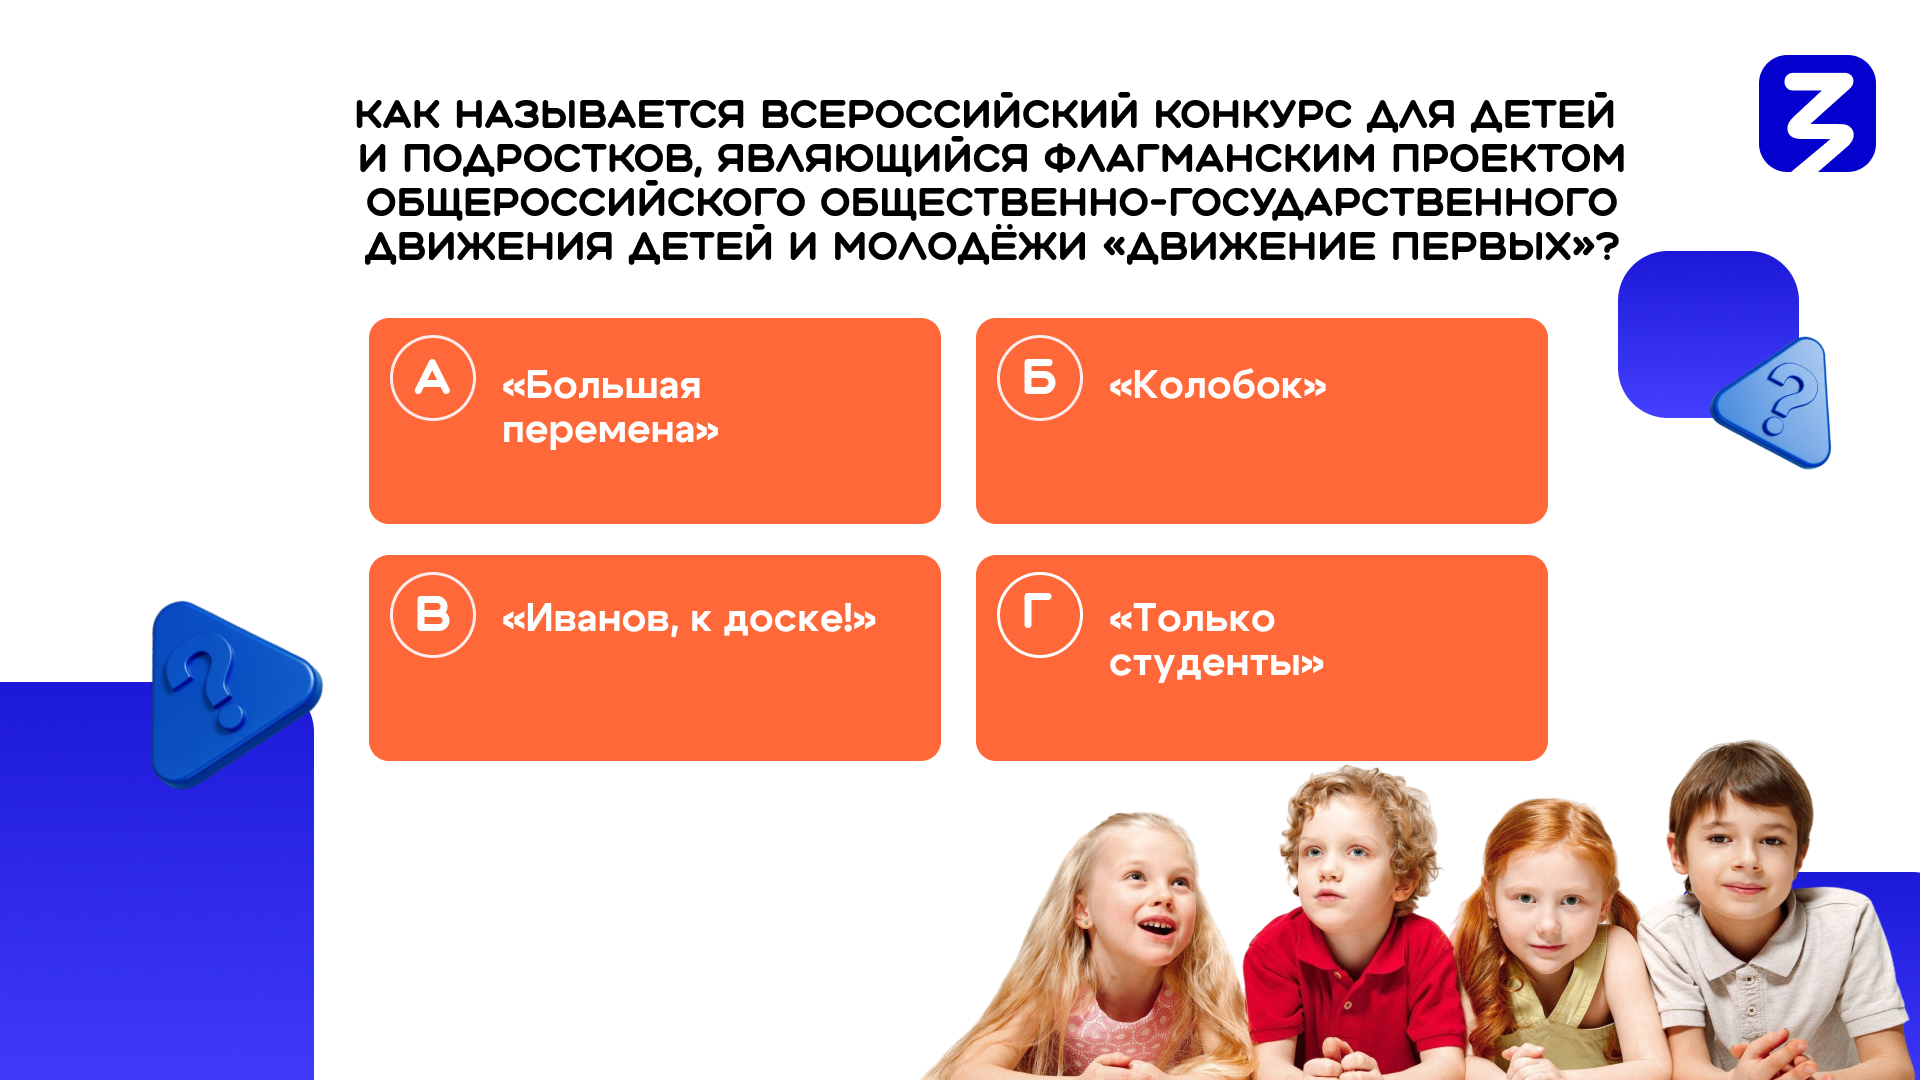 КАК НАЗЫВАЕТСЯ ВСЕРОССИЙСКИЙ КОНКУРС ДЛЯ ДЕТЕЙ
И ПОДРОСТКОВ, ЯВЛЯЮЩИЙСЯ ФЛАГМАНСКИМ ПРОЕКТОМ
ОБЩЕРОССИЙСКОГО ОБЩЕСТВЕННО-ГОСУДАРСТВЕННОГО
ДВИЖЕНИЯ ДЕТЕЙ И МОЛОДЁЖИ «ДВИЖЕНИЕ ПЕРВЫХ»?
А
«Большая
перемена»
Б
«Колобок»
В
«Иванов, к доске!»
Г
«Только
студенты»
?
?